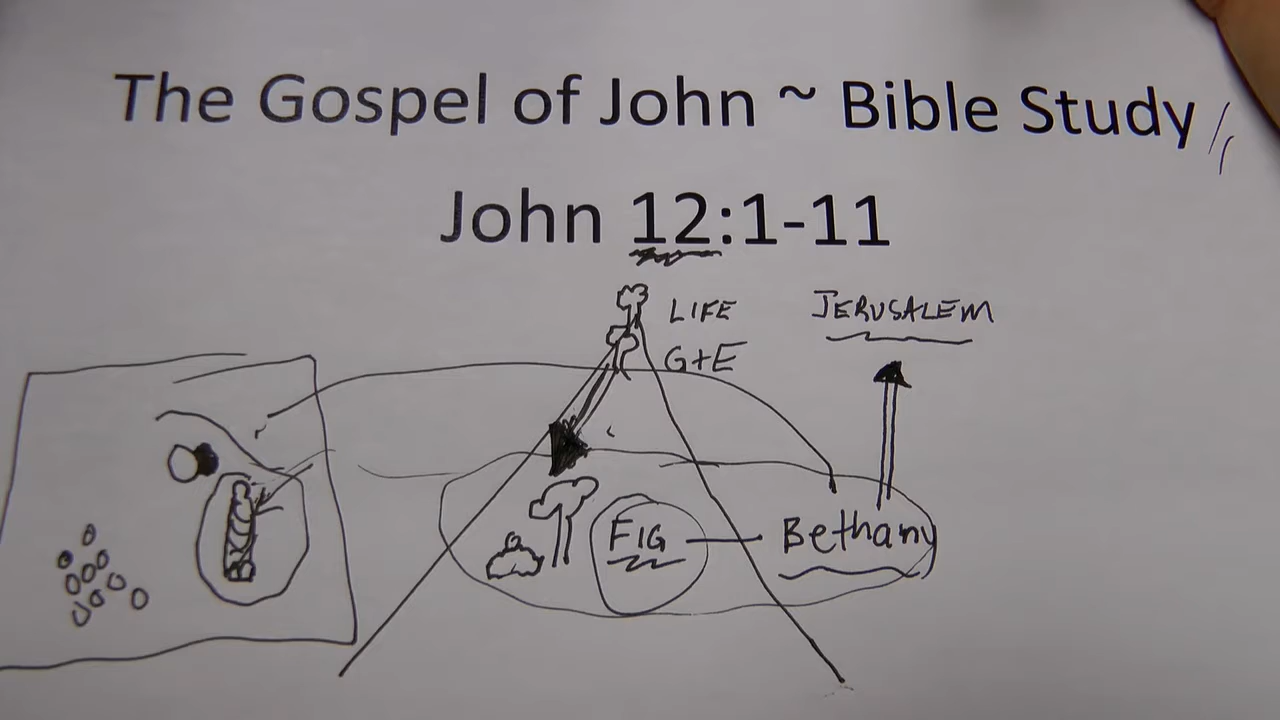 The Gospel of John ~ Bible Study
John 12:1-11
LIFE
G+E
JERUSALEM
FIG
Bethany